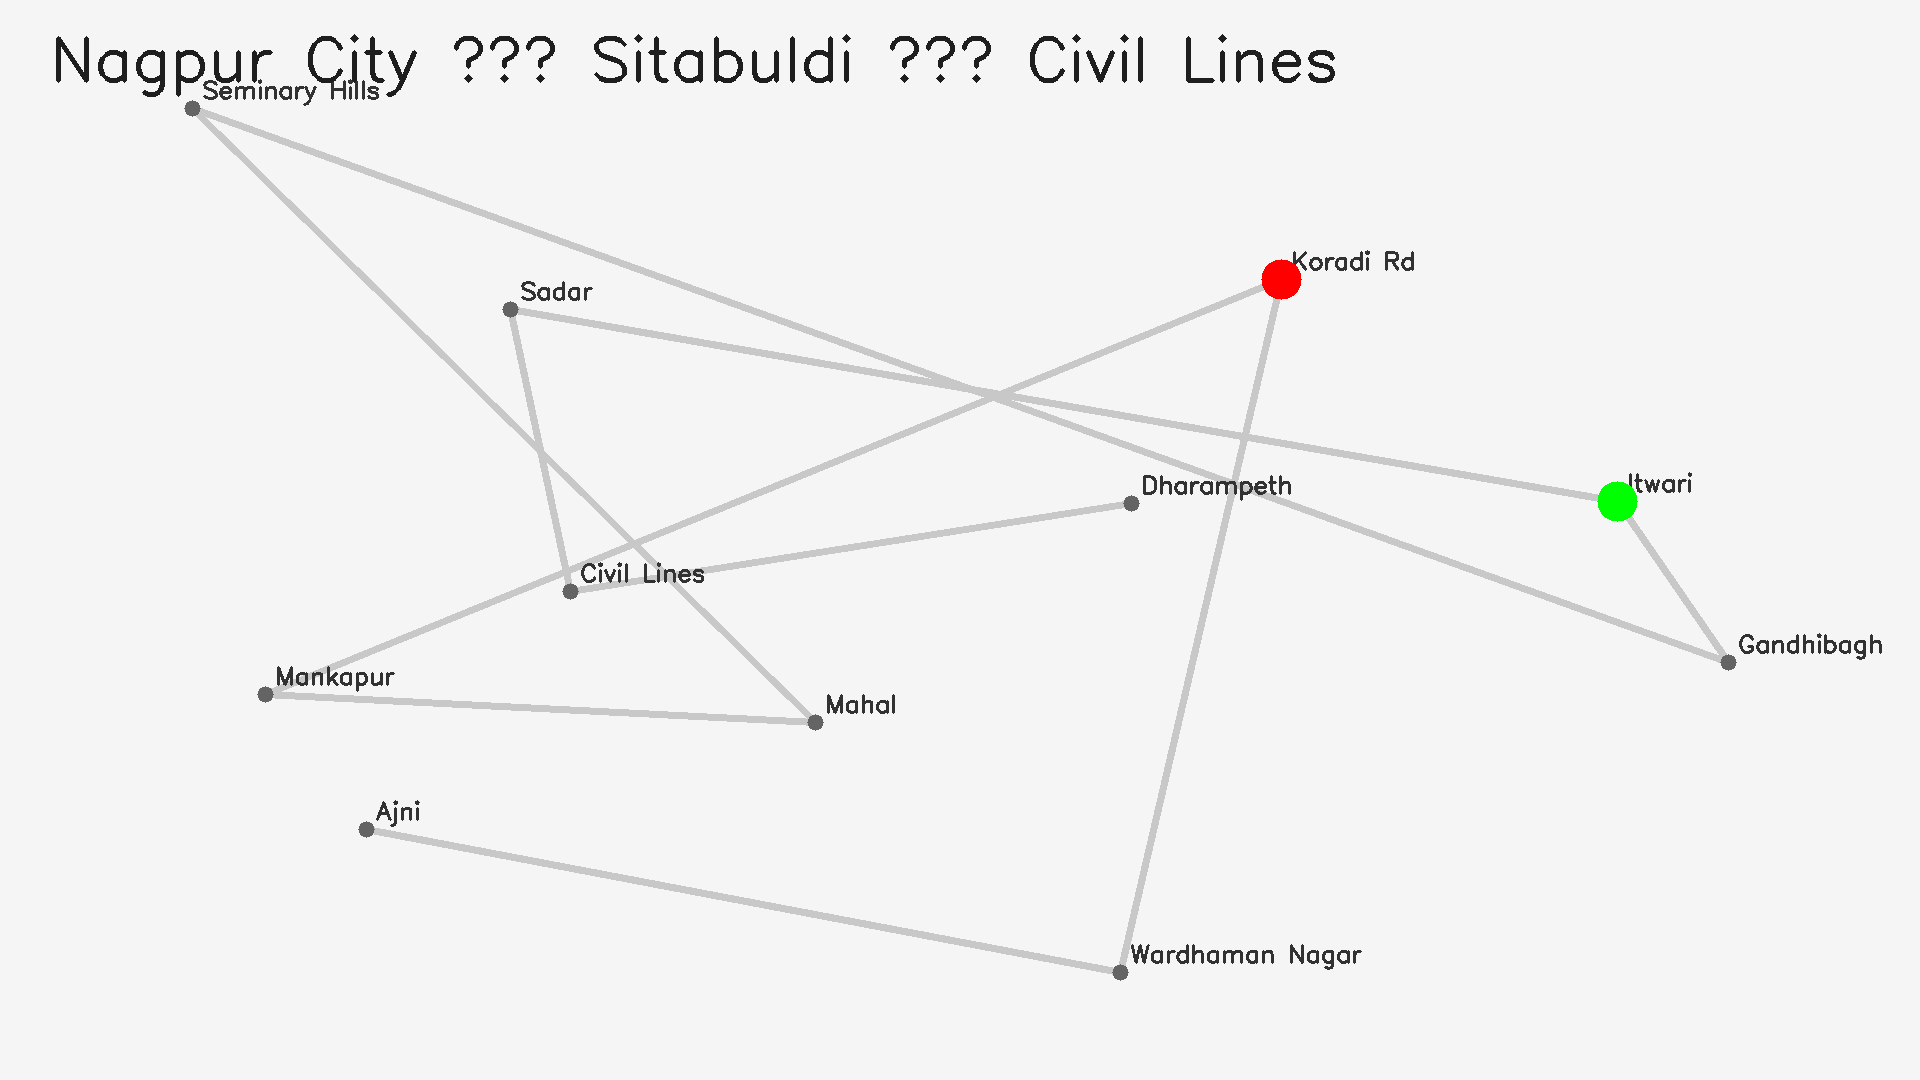 Nagpur City ??? Sitabuldi ??? Civil Lines
Seminary Hills
Koradi Rd
Sadar
Itwari
Dharampeth
Civil Lines
Gandhibagh
Mankapur
Mahal
Ajni
Wardhaman Nagar